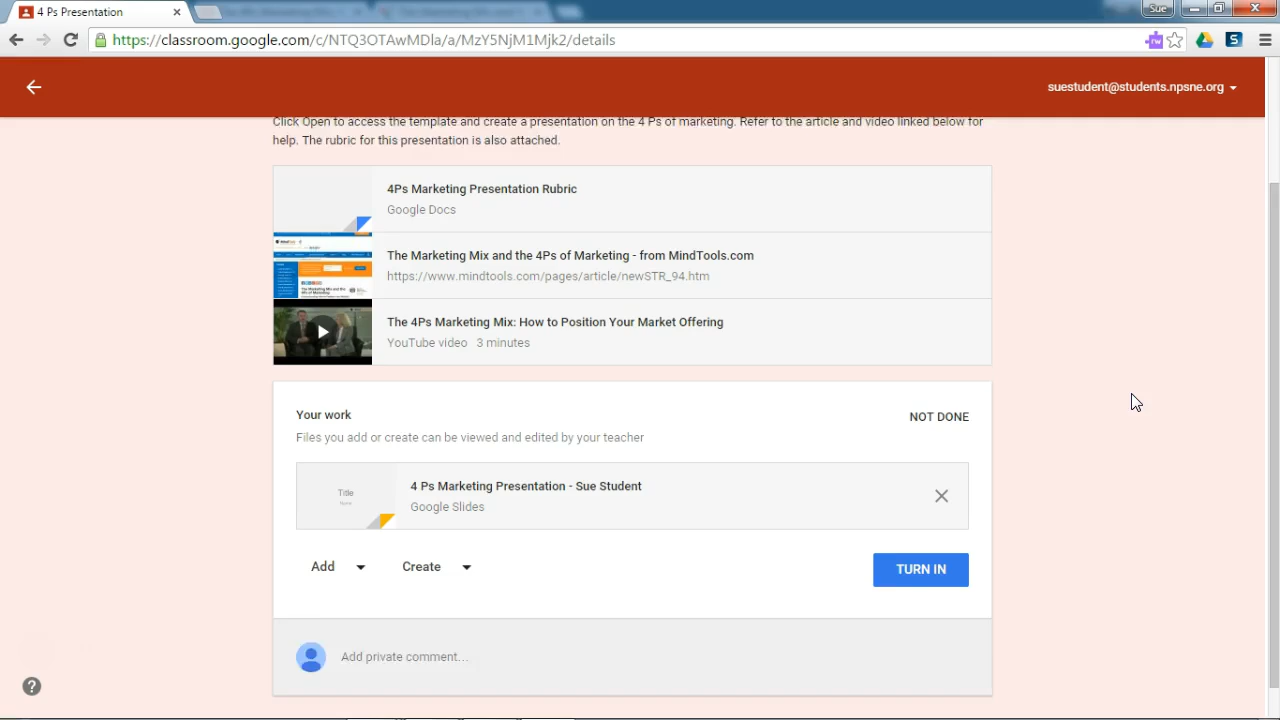 4 Ps Presentation
Sue
https://classroom.google.com/c/NTQ3OTAwMDla/a/MzY5NjM1Mjk2/details
suestudent@students.npsne.org
Click Open to access the template and create a presentation on the 4 Ps of marketing. Refer to the article and video linked below for
help. The rubric for this presentation is also attached.
4Ps Marketing Presentation Rubric
Google Docs
The Marketing Mix and the 4Ps of Marketing - from MindTools.com
https://www.mindtools.com/pages/article/newSTR_94.htm
The 4Ps Marketing Mix: How to Position Your Market Offering
YouTube video 3 minutes
Your work
NOT DONE
Files you add or create can be viewed and edited by your teacher
Title
4 Ps Marketing Presentation - Sue Student
Google Slides
Add
Create
TURN IN
Add private comment...